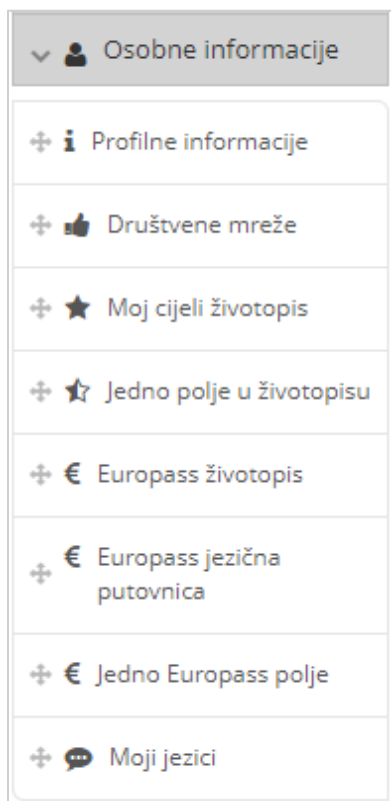 Osobne informacije
Profilne informacije
Društvene mreže
Moj cijeli životopis
Jedno polje u životopisu
€ Europass životopis
€ Europass jezična
putovnica
€ Jedno Europass polje
Moji jezici